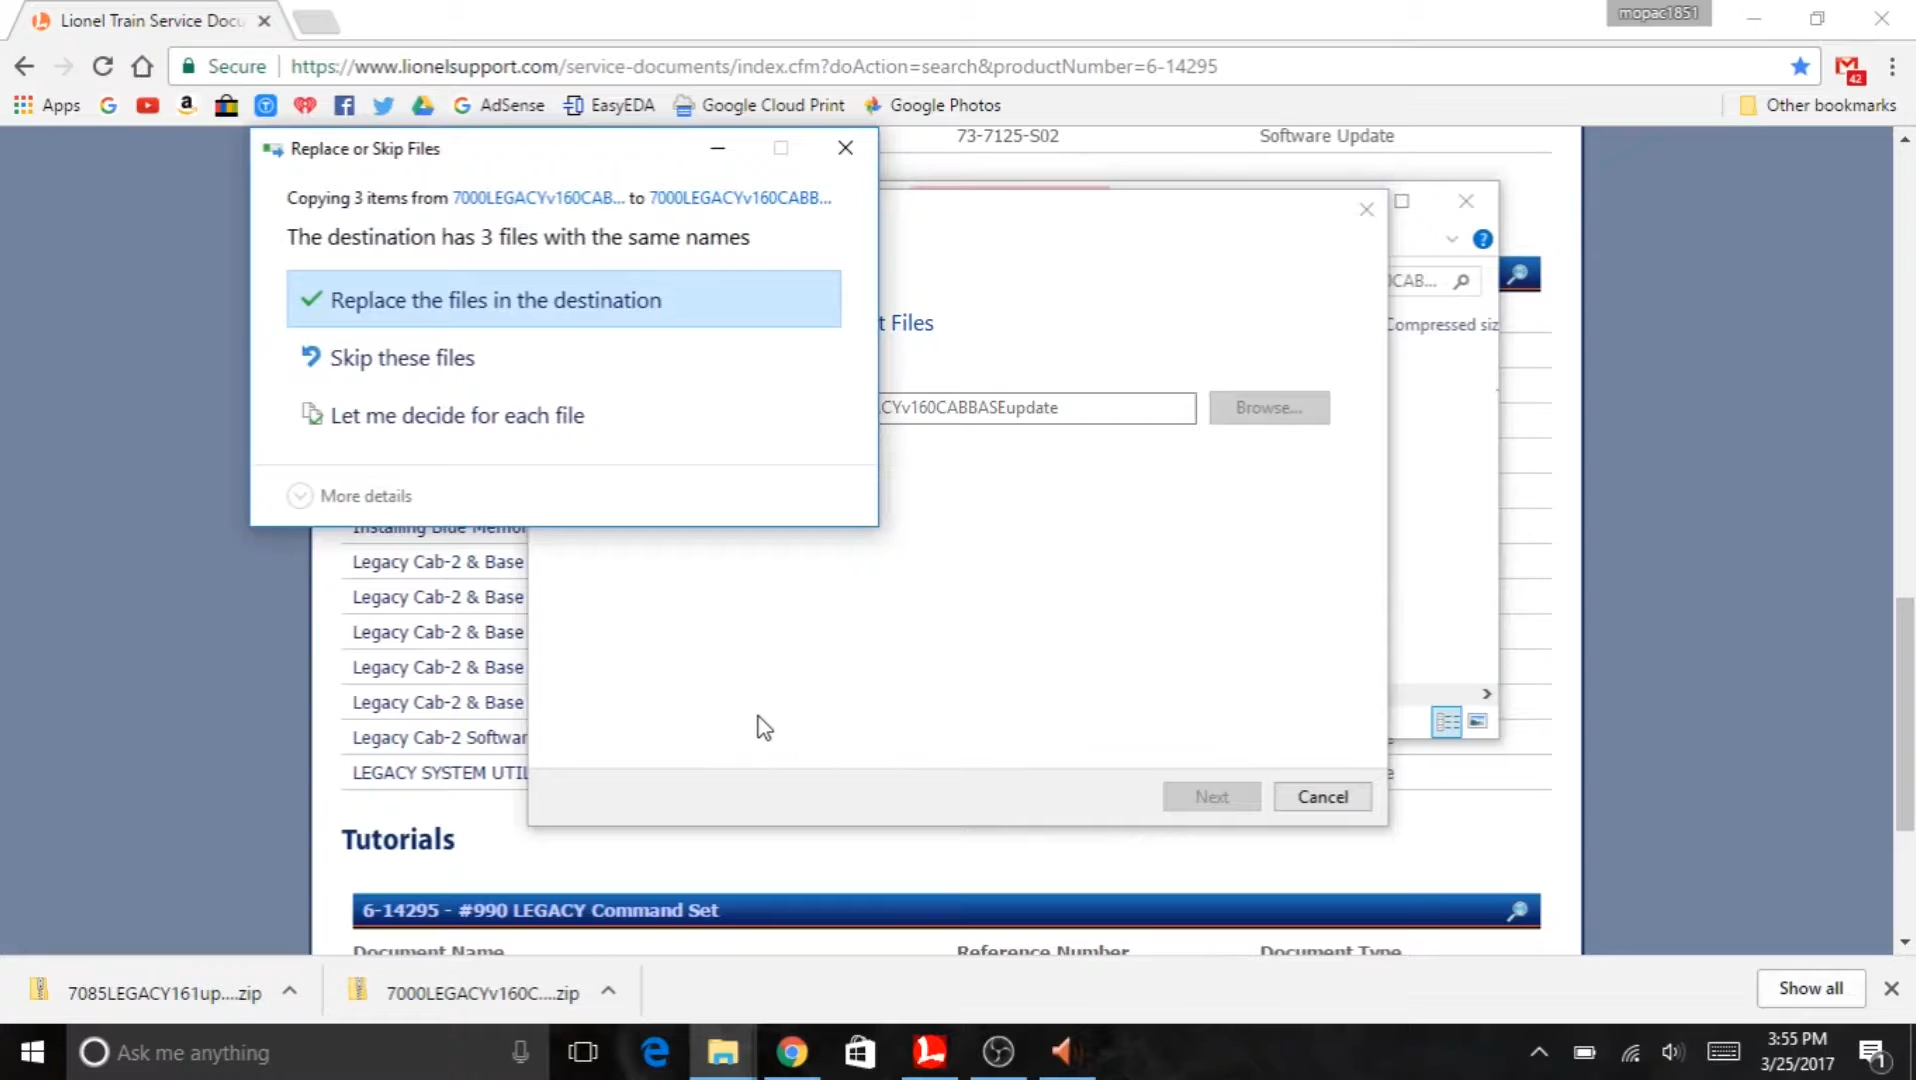 Lionel Train Service Docu
mopac1851
Secure
https://www.lionelsupport.com/service-documents/index.cfm?doAction=search&productNumber=6-14295
42
Apps
AdSense
EasyEDA
Google Cloud Print
Google Photos
Other bookmarks
73-7125-S02
Software Update
Replace or Skip Files
Copying 3 items from 7000LEGACYv160CAB... to 7000LEGACYv160CABB...
The destination has 3 files with the same names
Replace the files in the destination
Skip these files
Let me decide for each file
More details
t Files
CYv160CABBASEupdate
Browse...
CAB...
Compressed siz
Next
Cancel
Installing Blue Memor
Legacy Cab-2 & Base
Legacy Cab-2 & Base
Legacy Cab-2 & Base
Legacy Cab-2 & Base
Legacy Cab-2 & Base
Legacy Cab-2 Softwar
LEGACY SYSTEM UTIL
e
Tutorials
6-14295 - #990 LEGACY Command Set
Document Name
Reference Number
Document Type
7085LEGACY161up....zip
7000LEGACYv160C....zip
Show all
Ask me anything
3:55 PM
3/25/2017
1